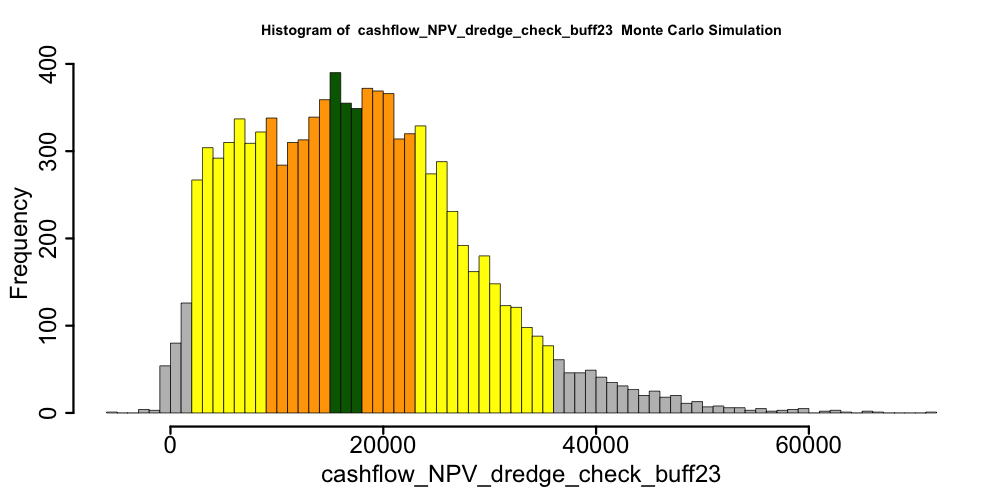 Histogram of  cashflow_NPV_dredge_check_buff23  Monte Carlo Simulation
400
300
200
100
0
Frequency
0 20000 40000 60000
cashflow_NPV_dredge_check_buff23